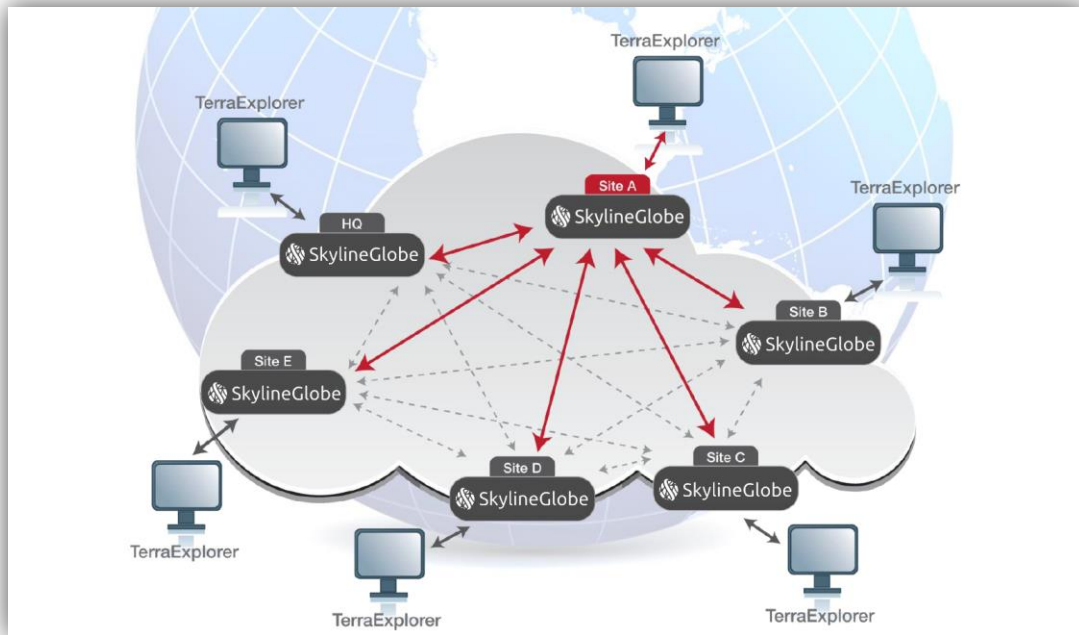 TerraExplorer
TerraExplorer
Site A
SkylineGlobe
TerraExplorer
HQ
SkylineGlobe
Site B
SkylineGlobe
Site E
SkylineGlobe
Site D
SkylineGlobe
Site C
SkylineGlobe
TerraExplorer
TerraExplorer
TerraExplorer